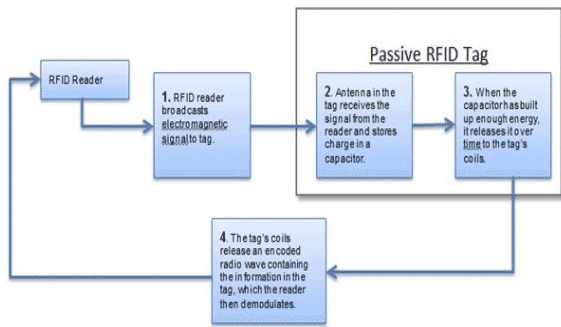 Passive RFID Tag
RFID Reader
1. RFID reader
broadcasts
electromagnetic
signal to tag.
2. Antenna in the
tag receives the
signal from the
reader and stores
charge in a
capacitor.
3. When the
capacitor has built
up enough energy,
it releases it over
time to the tag's
coils.
4. The tag's coils
release an encoded
radio wave containing
the information in the
tag, which the reader
then demodulates.